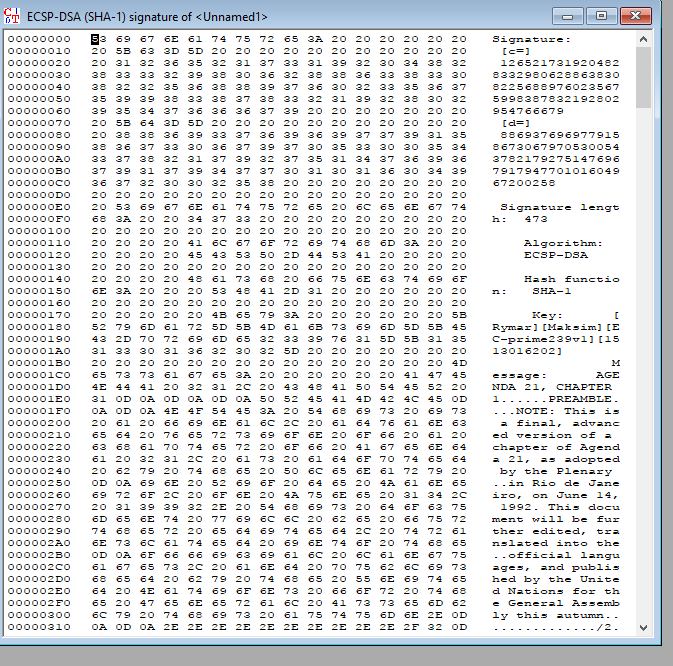 ECSP-DSA (SHA-1) signature of <Unnamed1>
00000000 53 69 67 6E 61 74 75 72 65 3A 20 20 20 20 20 20 Signature:
00000010 20 5B 63 3D 5D 20 20 20 20 20 20 20 20 20 20 20 [c=]
00000020 20 31 32 36 35 32 31 37 33 31 39 32 30 34 38 32 126521731920482
00000030 38 33 33 32 39 38 30 36 32 38 38 36 33 38 33 30 8332980628863830
00000040 38 32 32 35 36 38 38 39 37 36 30 32 33 35 36 37 8225688976023567
00000050 35 39 39 38 33 38 37 38 33 32 31 39 32 38 30 32 5998387832192802
00000060 39 35 34 37 36 36 36 37 39 20 20 20 20 20 20 20 954766679
00000070 20 5B 64 3D 5D 20 20 20 20 20 20 20 20 20 20 20 [d=]
00000080 20 38 38 36 39 33 37 36 39 36 39 37 37 39 31 35 886937696977915
00000090 38 36 37 33 30 36 37 39 37 30 35 33 30 30 35 34 8673067970530054
000000A0 33 37 38 32 31 37 39 32 37 35 31 34 37 36 39 36 3782179275147696
000000B0 37 39 31 37 39 34 37 37 30 31 30 31 36 30 34 39 7917947701016049
000000C0 36 37 32 30 30 32 35 38 20 20 20 20 20 20 20 20 67200258
000000D0 20 20 20 20 20 20 20 20 20 20 20 20 20 20 20 20
000000E0 20 53 69 67 6E 61 74 75 72 65 20 6C 65 6E 67 74 Signature lengt
000000F0 68 3A 20 20 34 37 33 20 20 20 20 20 20 20 20 20 h: 473
00000100 20 20 20 20 20 20 20 20 20 20 20 20 20 20 20 20
00000110 20 20 20 20 41 6C 67 6F 72 69 74 68 6D 3A 20 20 Algorithm:
00000120 20 20 20 20 45 43 53 50 2D 44 53 41 20 20 20 20 ECSP-DSA
00000130 20 20 20 20 20 20 20 20 20 20 20 20 20 20 20 20
00000140 20 20 20 20 48 61 73 68 20 66 75 6E 63 74 69 6F Hash functio
00000150 6E 3A 20 20 20 53 48 41 2D 31 20 20 20 20 20 20 n: SHA-1
00000160 20 20 20 20 20 20 20 20 20 20 20 20 20 20 20 20
00000170 20 20 20 20 20 4B 65 79 3A 20 20 20 20 20 20 5B Key: [
00000180 52 79 6D 61 72 5D 5B 4D 61 6B 73 69 6D 5D 5B 45 Rymar][Maksim][E
00000190 43 2D 70 72 69 6D 65 32 33 39 76 31 5D 5B 31 35 C-prime239v1][15
000001A0 31 33 30 31 36 32 30 32 5D 20 20 20 20 20 20 20 13016202]
000001B0 20 20 20 20 20 20 20 20 20 20 20 20 20 20 20 4D M
000001C0 65 73 73 61 67 65 3A 20 20 20 20 20 20 41 47 45 essage: AGE
000001D0 4E 44 41 20 32 31 2C 20 43 48 41 50 54 45 52 20 NDA 21, CHAPTER
000001E0 31 0D 0A 0D 0A 0D 0A 50 52 45 41 4D 42 4C 45 0D 1......PREAMBLE.
000001F0 0A 0D 0A 4E 4F 54 45 3A 20 54 68 69 73 20 69 73 ...NOTE: This is
00000200 20 61 20 66 69 6E 61 6C 2C 20 61 64 76 61 6E 63 a final, advanc
00000210 65 64 20 76 65 72 73 69 6F 6E 20 6F 66 20 61 20 ed version of a
00000220 63 68 61 70 74 65 72 20 6F 66 20 41 67 65 6E 64 chapter of Agend
00000230 61 20 32 31 2C 20 61 73 20 61 64 6F 70 74 65 64 a 21, as adopted
00000240 20 62 79 20 74 68 65 20 50 6C 65 6E 61 72 79 20 by the Plenary
00000250 0D 0A 69 6E 20 52 69 6F 20 64 65 20 4A 61 6E 65 ..in Rio de Jane
00000260 69 72 6F 2C 20 6F 6E 20 4A 75 6E 65 20 31 34 2C iro, on June 14,
00000270 20 31 39 39 32 2E 20 54 68 69 73 20 64 6F 63 75 1992. This docu
00000280 6D 65 6E 74 20 77 69 6C 6C 20 62 65 20 66 75 72 ment will be fur
00000290 74 68 65 72 20 65 64 69 74 65 64 2C 20 74 72 61 ther edited, tra
000002A0 6E 73 6C 61 74 65 64 20 69 6E 74 6F 20 74 68 65 nslated into the
000002B0 0D 0A 6F 66 66 69 63 69 61 6C 20 6C 61 6E 67 75 ..official langu
000002C0 61 67 65 73 2C 20 61 6E 64 20 70 75 62 6C 69 73 ages, and publis
000002D0 68 65 64 20 62 79 20 74 68 65 20 55 6E 69 74 65 hed by the Unite
000002E0 64 20 4E 61 74 69 6F 6E 73 20 66 6F 72 20 74 68 d Nations for th
000002F0 65 20 47 65 6E 65 72 61 6C 20 41 73 73 65 6D 62 e General Assemb
00000300 6C 79 20 74 68 69 73 20 61 75 74 75 6D 6E 2E 0D ly this autumn..
00000310 0A 0D 0A 2E 2E 2E 2E 2E 2E 2E 2E 2E 2E 2F 32 0D ............./2.